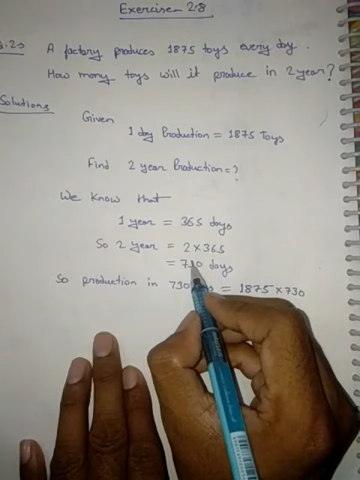 Exercise 2.8
Q.2. A factory produces 1875 toys every day.
How many toys will it produce in 2 year?
Solutions
Given
1 day Production = 1875 Toys
Find 2 year Production = ?
We know that
1 year = 365 days
So 2 year = 2×365
= 730 days
So production in 730 = 1875×730